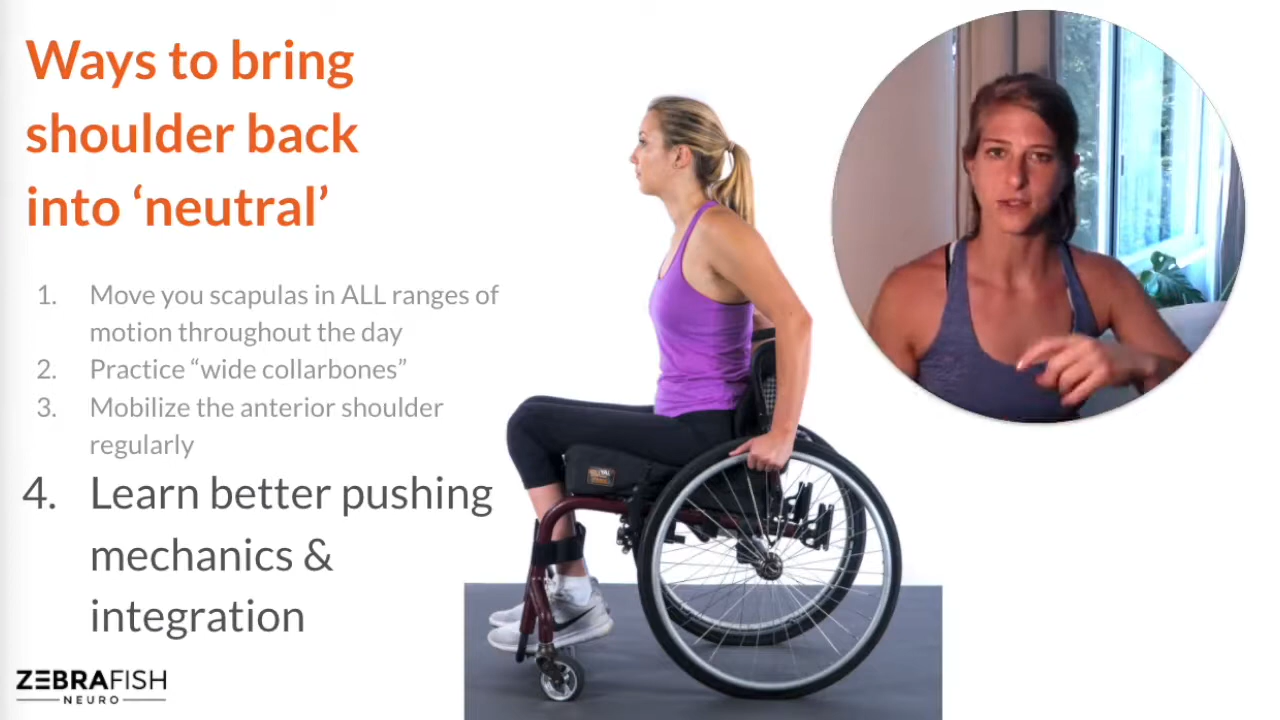 Ways to bring
shoulder back
into ‘neutral’
1. Move you scapulas in ALL ranges of
motion throughout the day
2. Practice “wide collarbones”
3. Mobilize the anterior shoulder
regularly
4. Learn better pushing
mechanics &
integration
ZEBRAFISH
NEURO